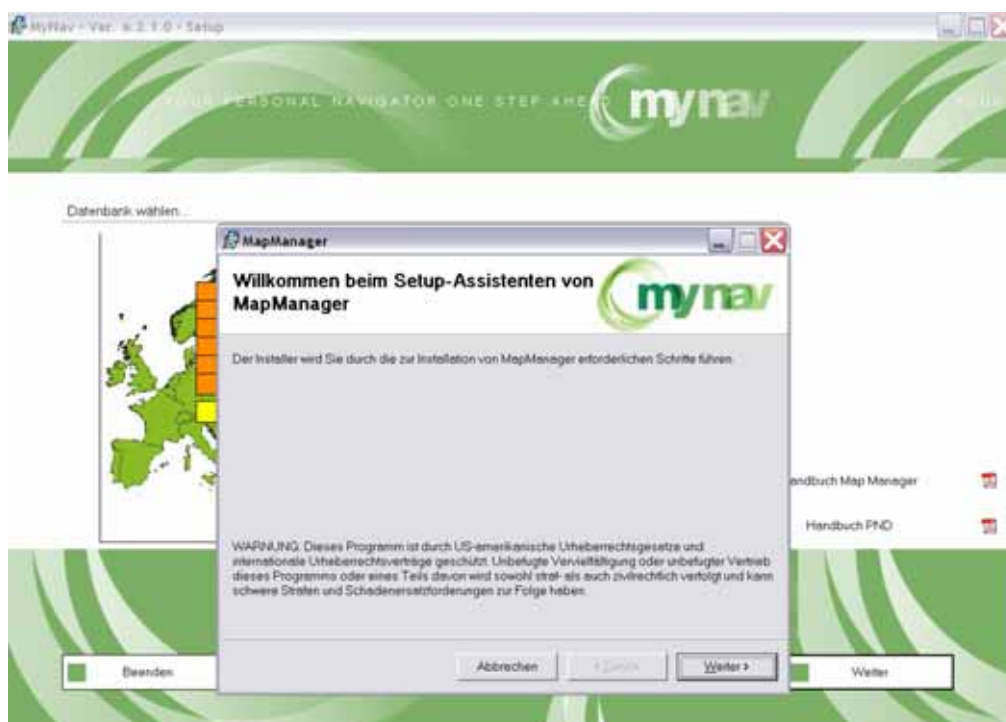 MyNav - Ver. 6.2.1.0 - Setup
YOUR PERSONAL NAVIGATOR ONE STEP AHEAD
mynav
Datenbank wählen...
MapManager
Willkommen beim Setup-Assistenten von
MapManager
mynav
Der Installer wird Sie durch die zur Installation von MapManager erforderlichen Schritte führen.
andbuch Map Manager
Handbuch PND
WARNUNG: Dieses Programm ist durch US-amerikanische Urheberrechtsgesetze und
internationale Urheberrechtsverträge geschützt. Unbefugte Vervielfältigung oder unbefugter Vertrieb
dieses Programms oder eines Teils davon wird sowohl straf- als auch zivilrechtlich verfolgt und kann
schwere Strafen und Schadenersatzforderungen zur Folge haben.
Beenden
Abbrechen
< Zurück
Weiter >
Weiter